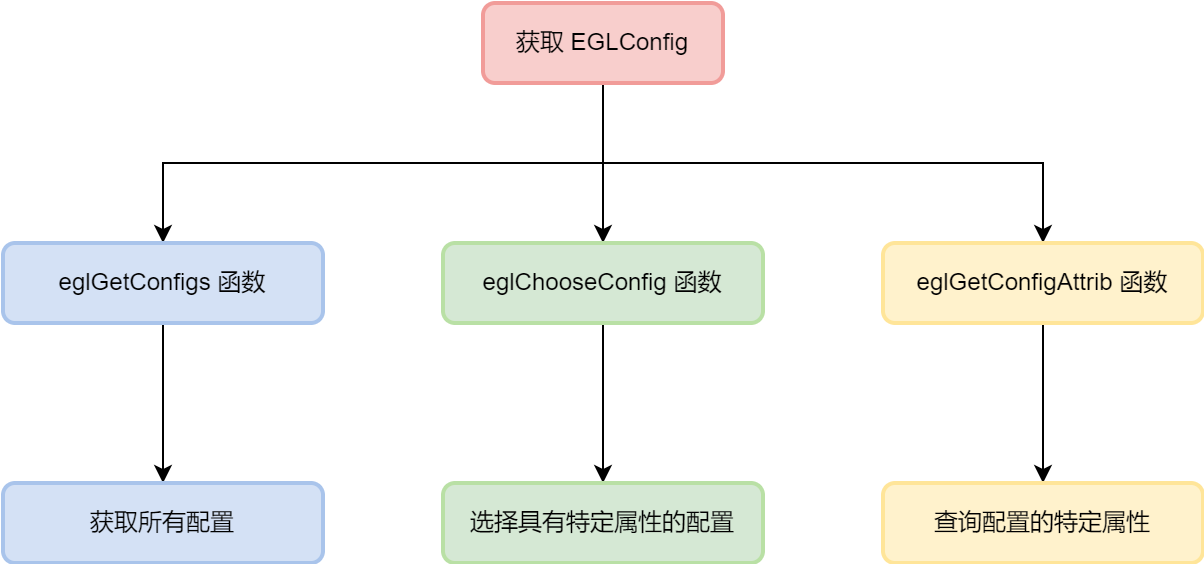 获取 EGLConfig
eglGetConfigs 函数
eglChooseConfig 函数
eglGetConfigAttrib 函数
获取所有配置
选择具有特定属性的配置
查询配置的特定属性